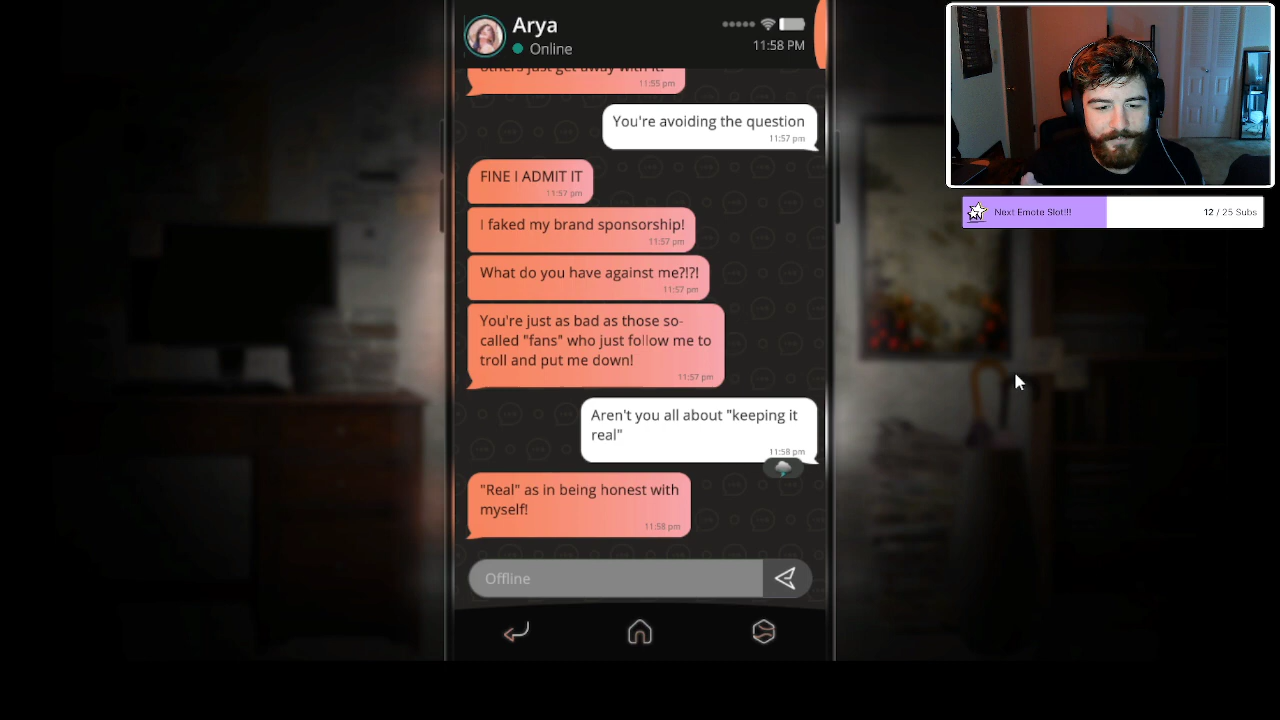 Arya
Online
11:58 PM
others just get away with it.
11:55 pm
You're avoiding the question
11:57 pm
FINE I ADMIT IT
11:57 pm
I faked my brand sponsorship!
11:57 pm
What do you have against me?!?!
11:57 pm
You're just as bad as those so-
called "fans" who just follow me to
troll and put me down!
11:57 pm
Aren't you all about "keeping it
real"
11:58 pm
"Real" as in being honest with
myself!
11:58 pm
Offline
Next Emote Slot!!!
12 / 25 Subs